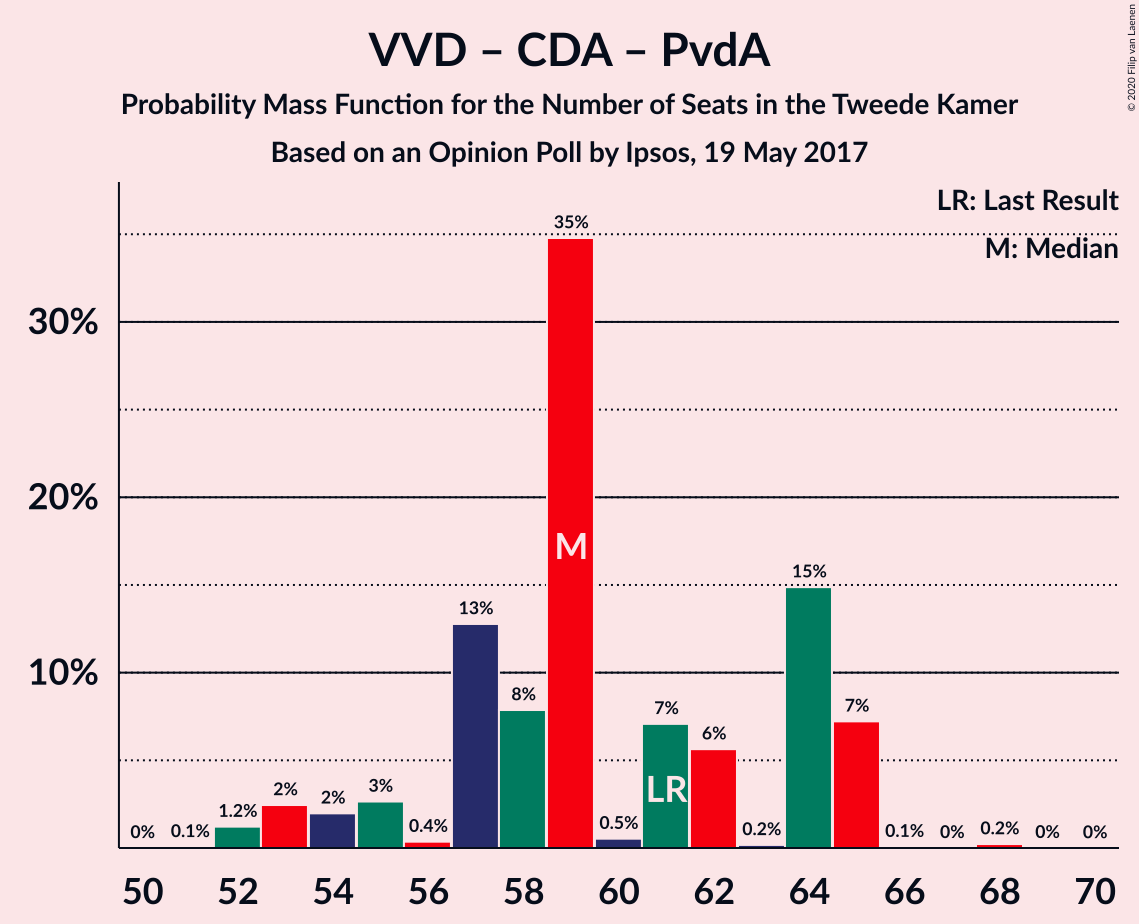 VVD – CDA – PvdA
Probability Mass Function for the Number of Seats in the Tweede Kamer
Based on an Opinion Poll by Ipsos, 19 May 2017
© 2020 Filip van Laenen
LR: Last Result
M: Median
30%
20%
10%
0%
0.1%
1.2%
2%
2%
3%
0.4%
13%
8%
35%
0.5%
7%
6%
0.2%
15%
7%
0.1%
0%
0.2%
0%
0%
M
LR
50 52 54 56 58 60 62 64 66 68 70